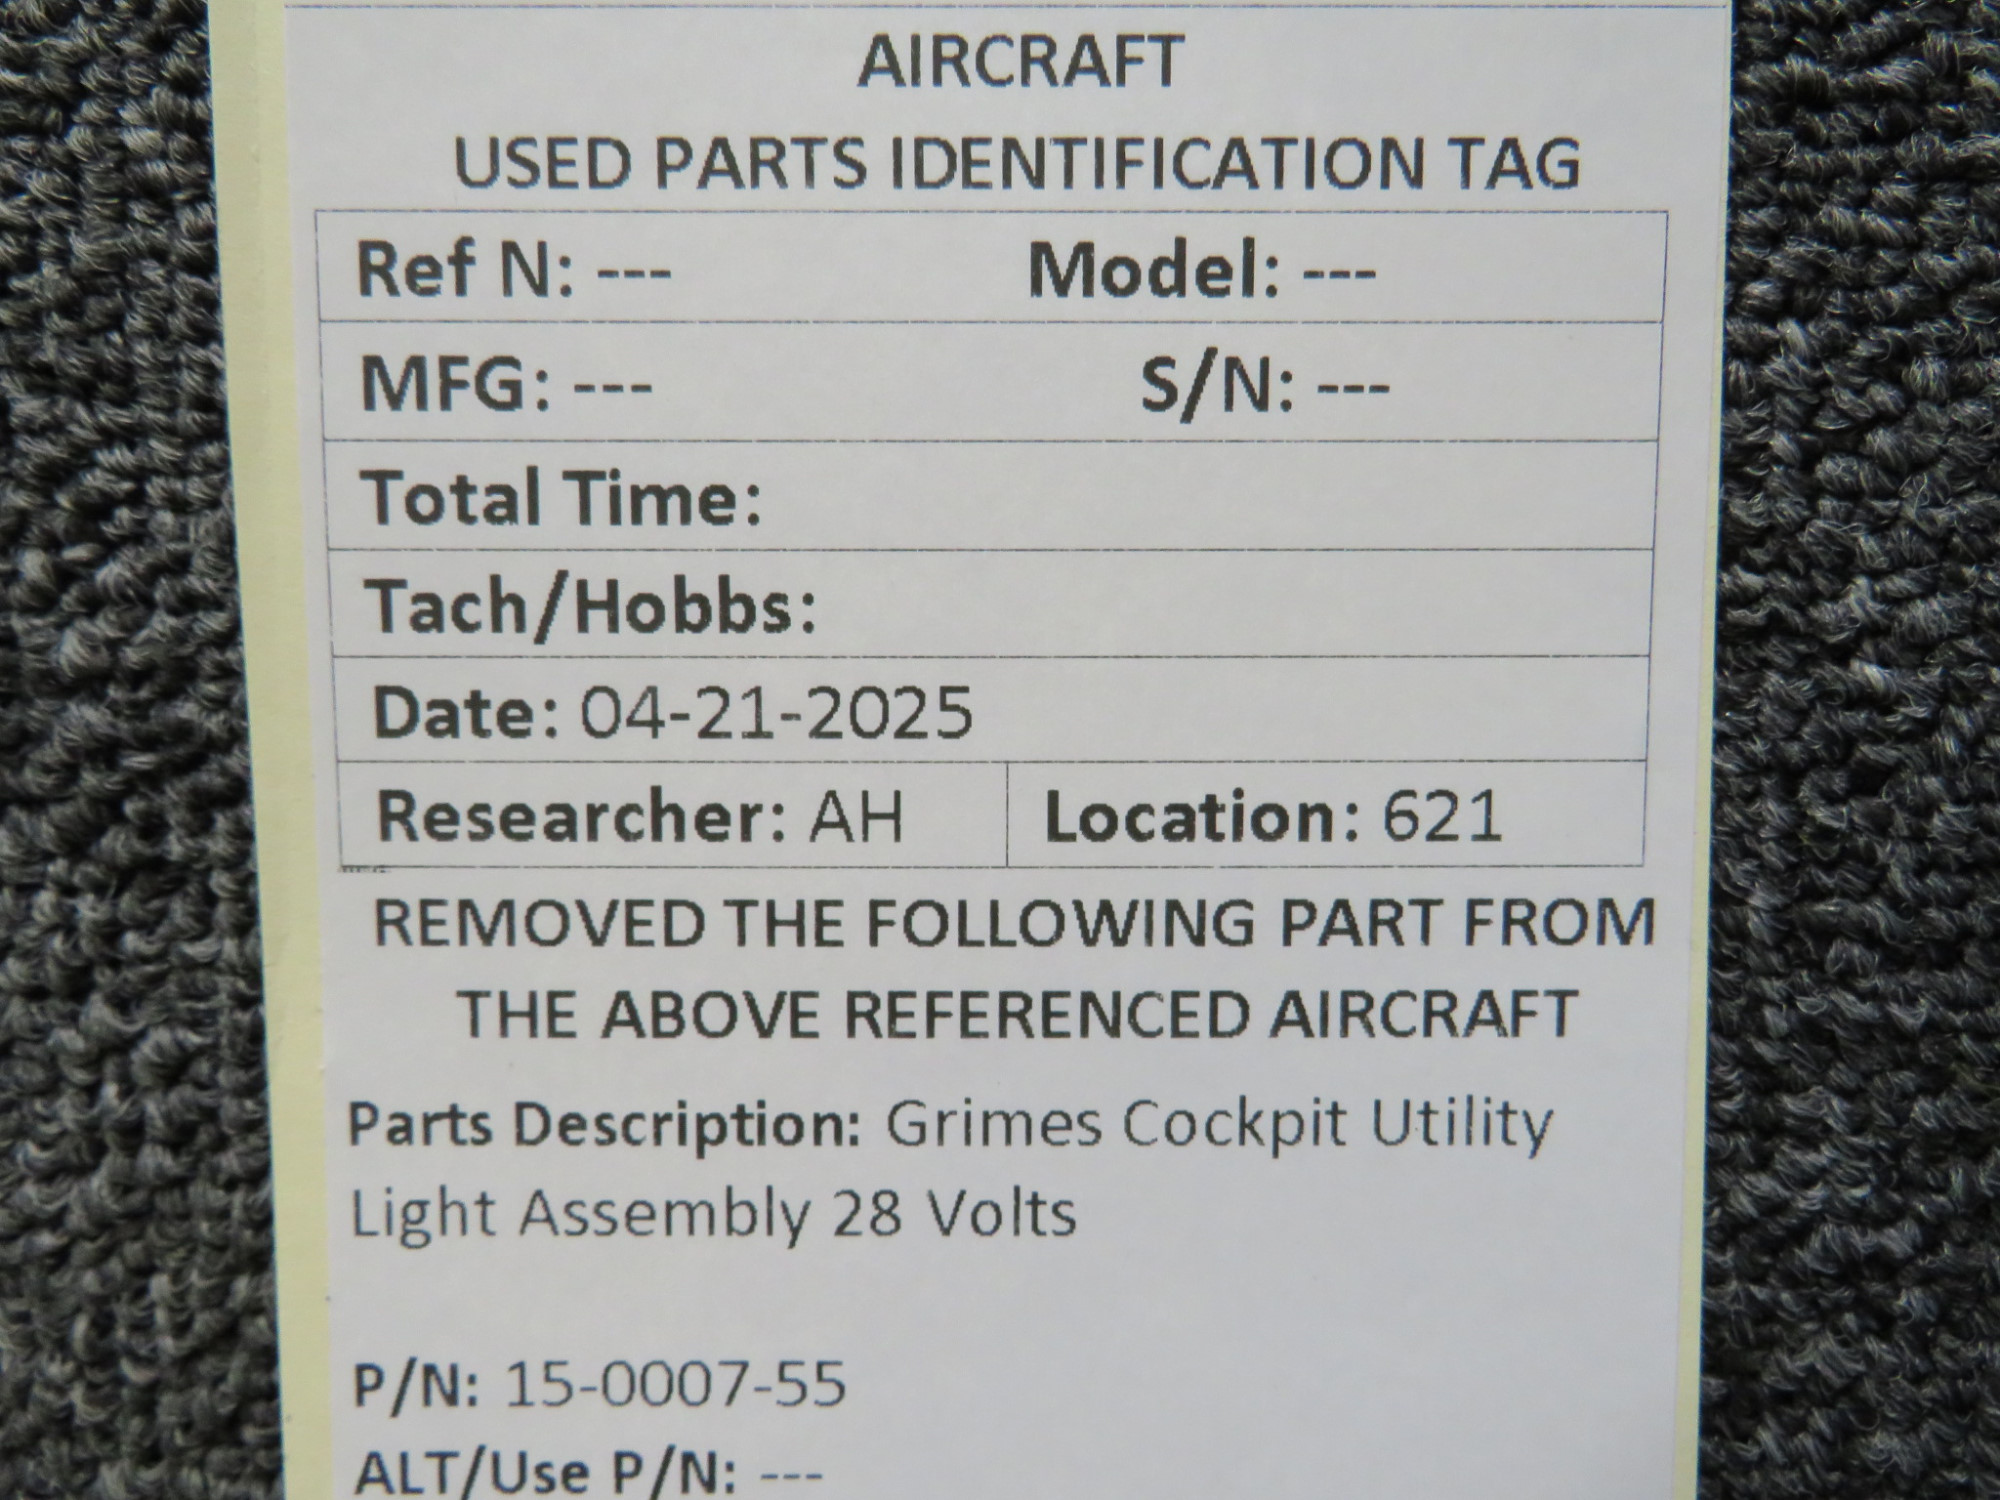 AIRCRAFT
USED PARTS IDENTIFICATION TAG
Ref N: --- Model: ---
MFG: --- S/N: ---
Total Time:
Tach/Hobbs:
Date: 04-21-2025
Researcher: AH Location: 621
REMOVED THE FOLLOWING PART FROM
THE ABOVE REFERENCED AIRCRAFT
Parts Description: Grimes Cockpit Utility
Light Assembly 28 Volts
P/N: 15-0007-55
ALT/Use P/N: ---